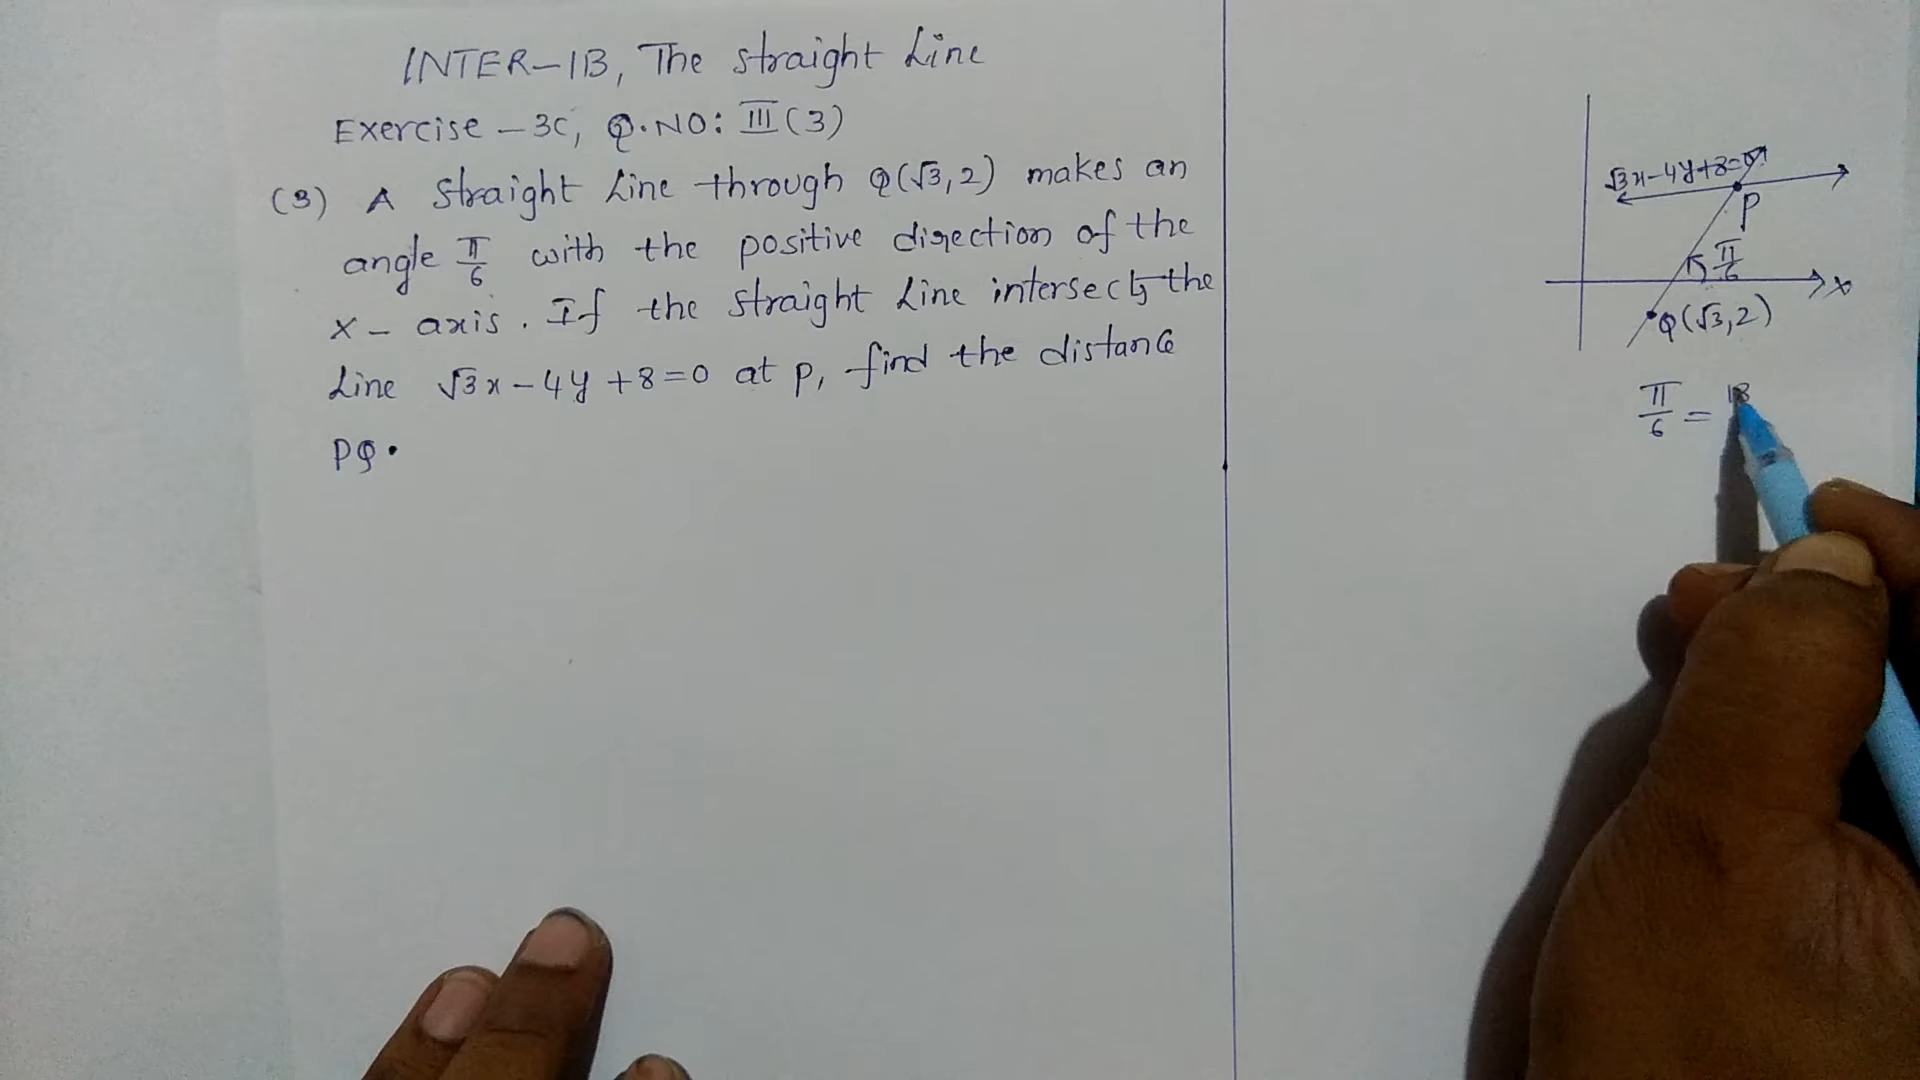 INTER-1B, The straight Line
Exercise - 3C, Q.NO: III (3)
(3) A straight Line through Q(√3,2) makes an
angle π/6 with the positive direction of the
X - axis. If the straight Line intersects the
Line √3x-4y+8=0 at P, find the distance
PQ.
√3x-4y+8=0
P
π/6
x
Q(√3,2)
π/6 = 18